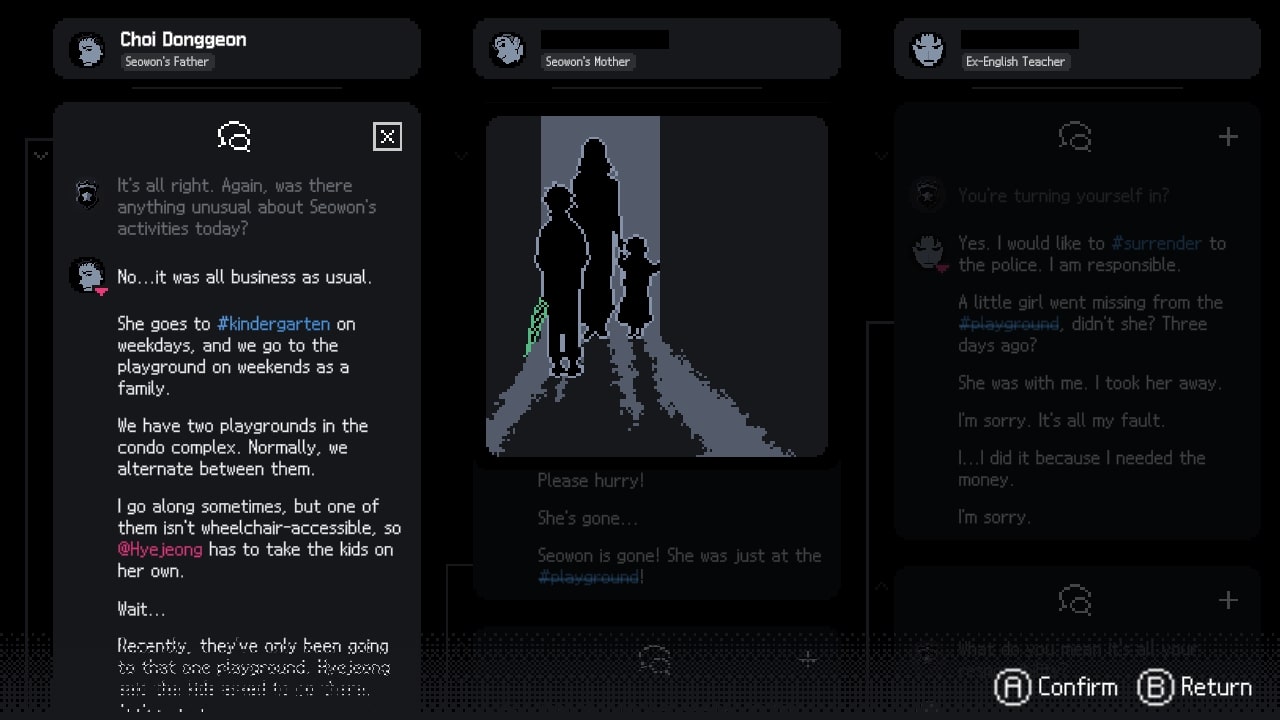 Choi Donggeon
Seowon's Father
It's all right. Again, was there
anything unusual about Seowon's
activities today?
No...it was all business as usual.
She goes to #kindergarten on
weekdays, and we go to the
playground on weekends as a
family.
We have two playgrounds in the
condo complex. Normally, we
alternate between them.
I go along sometimes, but one of
them isn't wheelchair-accessible, so
@Hyejeong has to take the kids on
her own.
Wait...
Recently, they've only been going
to that one playground. Hyejeong
said the kids asked to go there.
Seowon's Mother
Please hurry!
She's gone...
Seowon is gone! She was just at the
#playground!
Ex-English Teacher
You're turning yourself in?
Yes. I would like to #surrender to
the police. I am responsible.
A little girl went missing from the
#playground, didn't she? Three
days ago?
She was with me. I took her away.
I'm sorry. It's all my fault.
I...I did it because I needed the
money.
I'm sorry.
What do you mean it's all your
A Confirm B Return